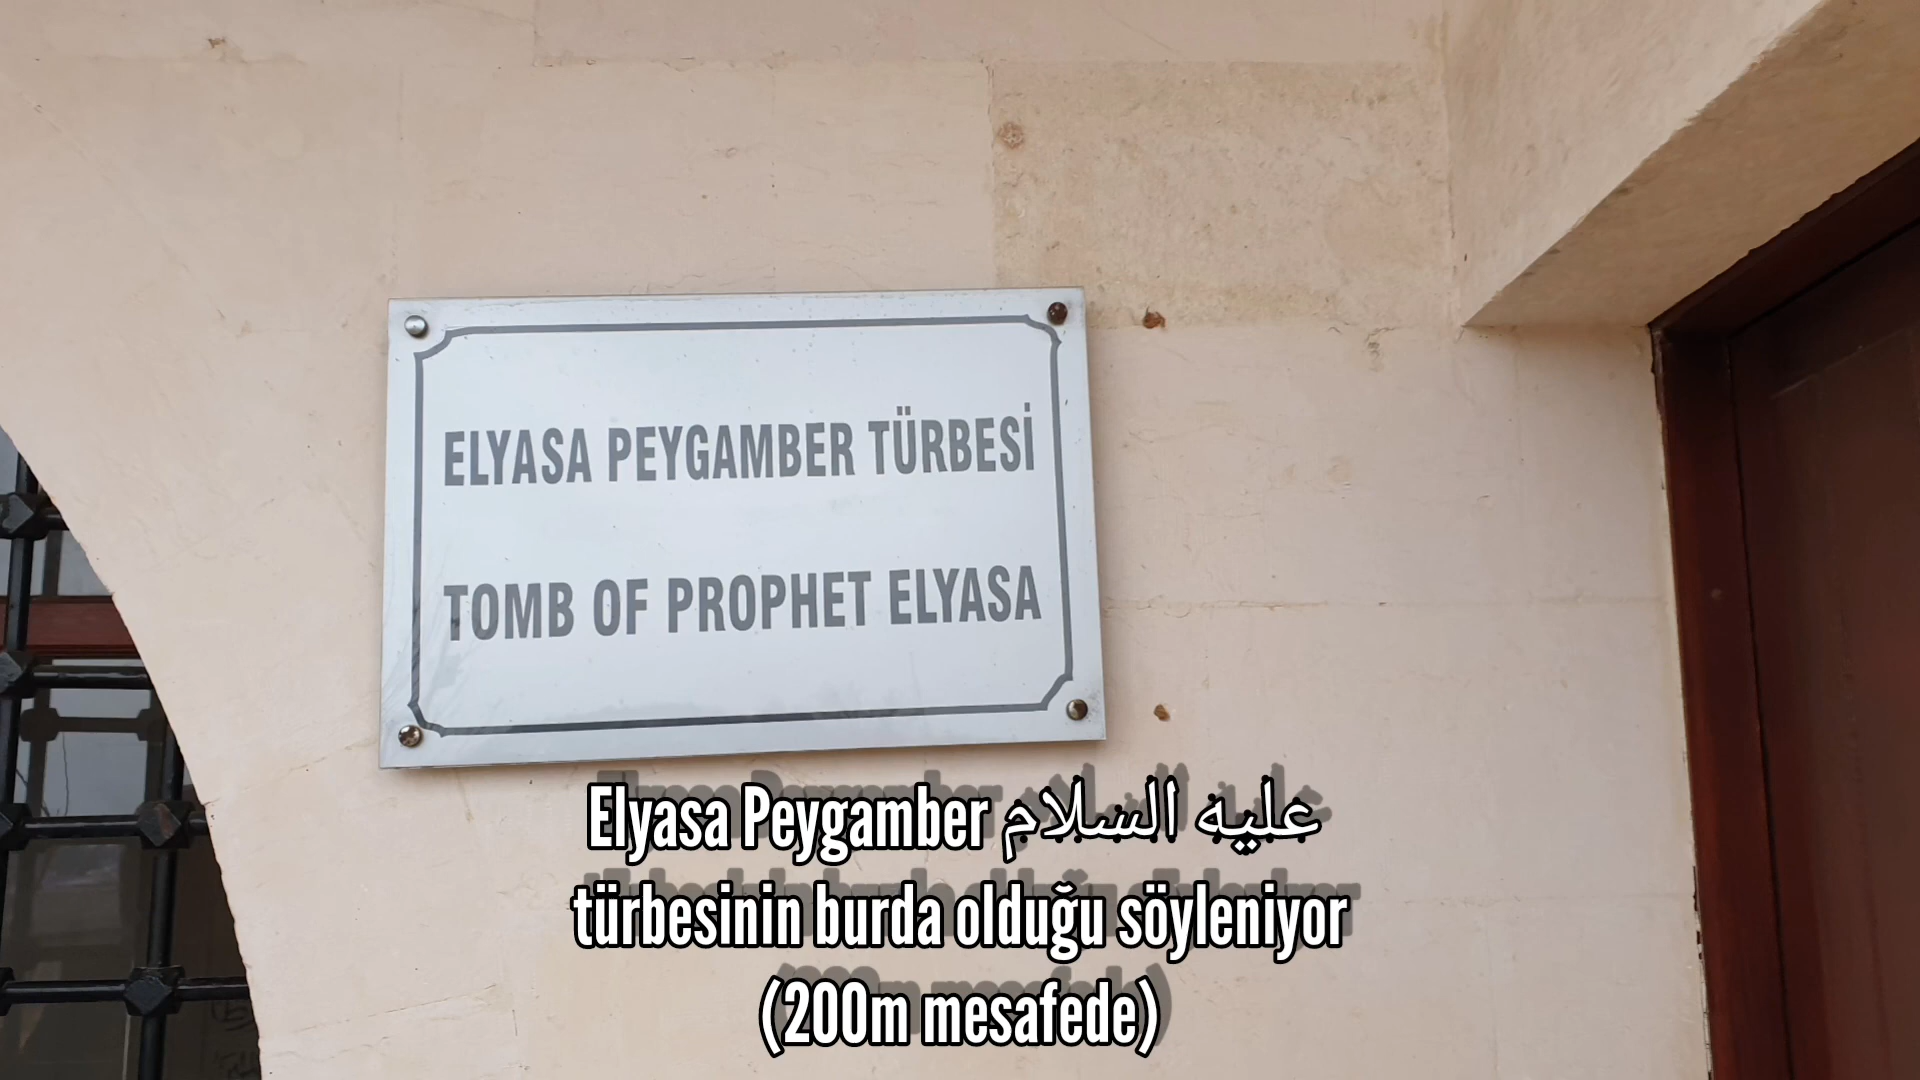 ELYASA PEYGAMBER TÜRBESİ
TOMB OF PROPHET ELYASA
Elyasa Peygamber عليه السلام
türbesinin burda olduğu söyleniyor
(200m mesafede)